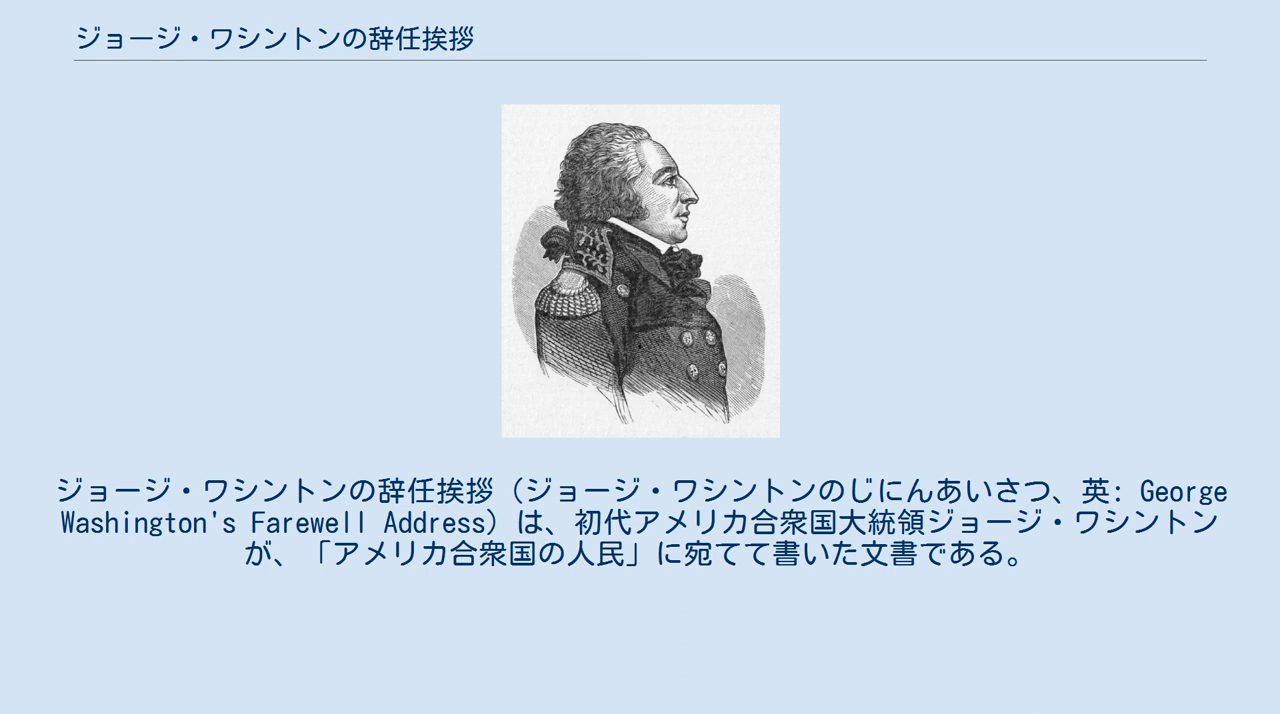 ジョージ・ワシントンの辞任挨拶
ジョージ・ワシントンの辞任挨拶（ジョージ・ワシントンのじにんあいさつ、英: George
Washington's Farewell Address）は、初代アメリカ合衆国大統領ジョージ・ワシントン
が、「アメリカ合衆国の人民」に宛てて書いた文書である。